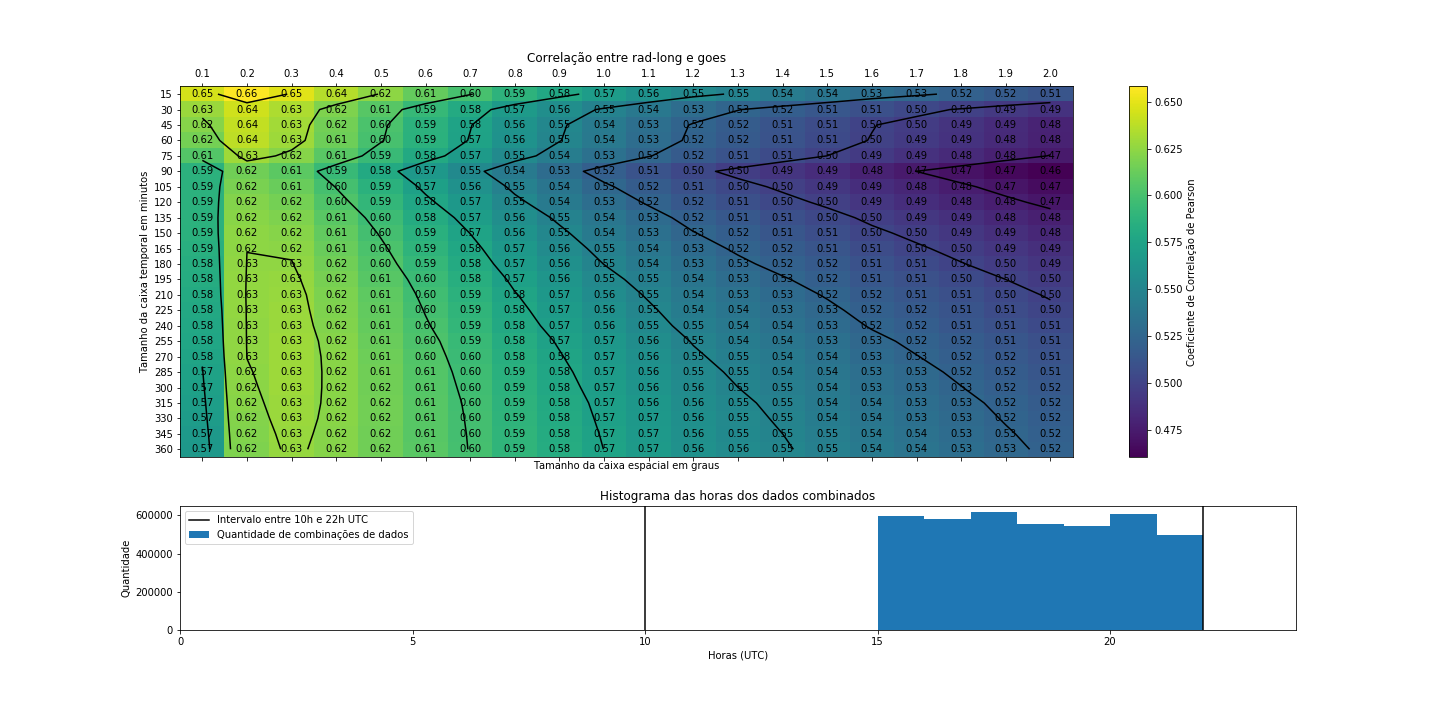 Correlação entre rad-long e goes
0.1 0.2 0.3 0.4 0.5 0.6 0.7 0.8 0.9 1.0 1.1 1.2 1.3 1.4 1.5 1.6 1.7 1.8 1.9 2.0
15 0.65 0.66 0.65 0.64 0.62 0.61 0.60 0.59 0.58 0.57 0.56 0.55 0.55 0.54 0.54 0.53 0.53 0.52 0.52 0.51
30 0.63 0.64 0.63 0.62 0.61 0.59 0.58 0.57 0.56 0.55 0.54 0.53 0.53 0.52 0.51 0.51 0.50 0.50 0.49 0.49
45 0.63 0.64 0.63 0.62 0.60 0.59 0.58 0.56 0.55 0.54 0.53 0.52 0.52 0.51 0.51 0.50 0.50 0.49 0.49 0.48
60 0.62 0.64 0.63 0.61 0.60 0.59 0.57 0.56 0.55 0.54 0.53 0.52 0.52 0.51 0.51 0.50 0.49 0.49 0.48 0.48
75 0.61 0.63 0.62 0.61 0.59 0.58 0.57 0.55 0.54 0.53 0.53 0.52 0.51 0.51 0.50 0.49 0.49 0.48 0.48 0.47
90 0.59 0.62 0.61 0.59 0.58 0.57 0.55 0.54 0.53 0.52 0.51 0.50 0.50 0.49 0.49 0.48 0.47 0.47 0.47 0.46
105 0.59 0.62 0.61 0.60 0.59 0.57 0.56 0.55 0.54 0.53 0.52 0.51 0.50 0.50 0.49 0.49 0.48 0.48 0.47 0.47
120 0.59 0.62 0.62 0.60 0.59 0.58 0.57 0.55 0.54 0.53 0.52 0.52 0.51 0.50 0.50 0.49 0.49 0.48 0.48 0.47
135 0.59 0.62 0.62 0.61 0.60 0.58 0.57 0.56 0.55 0.54 0.53 0.52 0.51 0.51 0.50 0.50 0.49 0.49 0.48 0.48
150 0.59 0.62 0.62 0.61 0.60 0.59 0.57 0.56 0.55 0.54 0.53 0.53 0.52 0.51 0.51 0.50 0.50 0.49 0.49 0.48
165 0.59 0.62 0.62 0.61 0.60 0.59 0.58 0.57 0.56 0.55 0.54 0.53 0.52 0.52 0.51 0.51 0.50 0.50 0.49 0.49
180 0.58 0.63 0.63 0.62 0.60 0.59 0.58 0.57 0.56 0.55 0.54 0.53 0.53 0.52 0.51 0.51 0.50 0.50 0.50 0.49
195 0.58 0.63 0.63 0.62 0.61 0.60 0.58 0.57 0.56 0.55 0.55 0.54 0.53 0.53 0.52 0.51 0.51 0.50 0.50 0.50
210 0.58 0.63 0.63 0.62 0.61 0.60 0.59 0.58 0.57 0.56 0.55 0.54 0.53 0.53 0.52 0.52 0.51 0.51 0.50 0.50
225 0.58 0.63 0.63 0.62 0.61 0.60 0.59 0.58 0.57 0.56 0.55 0.54 0.54 0.53 0.53 0.52 0.52 0.51 0.51 0.50
240 0.58 0.63 0.63 0.62 0.61 0.60 0.59 0.58 0.57 0.56 0.55 0.55 0.54 0.54 0.53 0.52 0.52 0.51 0.51 0.51
255 0.58 0.63 0.63 0.62 0.61 0.60 0.59 0.58 0.57 0.57 0.56 0.55 0.54 0.54 0.53 0.53 0.52 0.52 0.51 0.51
270 0.58 0.63 0.63 0.62 0.61 0.60 0.60 0.59 0.58 0.57 0.56 0.55 0.55 0.54 0.54 0.53 0.53 0.52 0.52 0.51
285 0.57 0.62 0.63 0.62 0.61 0.61 0.60 0.59 0.58 0.57 0.56 0.56 0.55 0.54 0.54 0.53 0.53 0.52 0.52 0.52
300 0.57 0.62 0.63 0.62 0.61 0.61 0.60 0.59 0.58 0.57 0.56 0.56 0.55 0.55 0.54 0.53 0.53 0.53 0.52 0.52
315 0.57 0.62 0.63 0.62 0.62 0.61 0.60 0.59 0.58 0.57 0.56 0.56 0.55 0.55 0.54 0.54 0.53 0.53 0.52 0.52
330 0.57 0.62 0.63 0.62 0.62 0.61 0.60 0.59 0.58 0.57 0.57 0.56 0.55 0.55 0.54 0.54 0.53 0.53 0.52 0.52
345 0.57 0.62 0.63 0.62 0.62 0.61 0.60 0.59 0.58 0.57 0.57 0.56 0.55 0.55 0.55 0.54 0.54 0.53 0.53 0.52
360 0.57 0.62 0.63 0.62 0.62 0.61 0.60 0.59 0.58 0.57 0.57 0.56 0.56 0.55 0.55 0.54 0.54 0.53 0.53 0.52
Tamanho da caixa temporal em minutos
Tamanho da caixa espacial em graus
0.650
0.625
0.600
0.575
0.550
0.525
0.500
0.475
Coeficiente de Correlação de Pearson
Histograma das horas dos dados combinados
Intervalo entre 10h e 22h UTC
Quantidade de combinações de dados
600000
400000
200000
0
Quantidade
0 5 10 15 20
Horas (UTC)